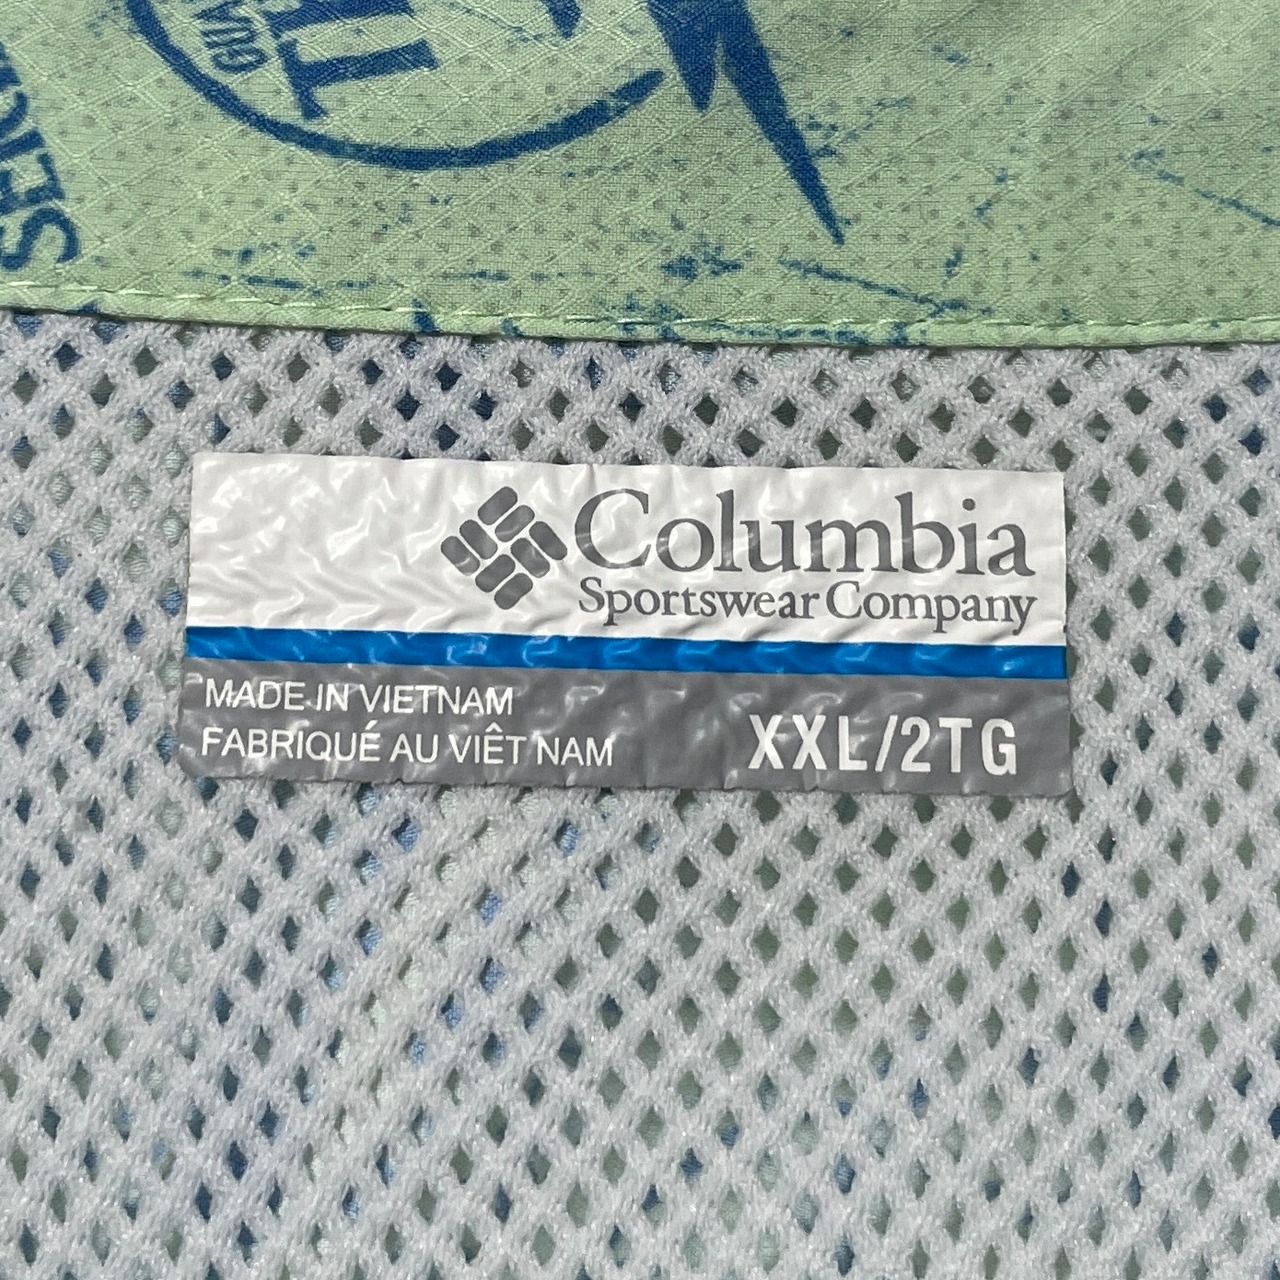 Columbia
Sportswear Company
MADE IN VIETNAM
FABRIQUÉ AU VIÊT NAM
XXL/2TG